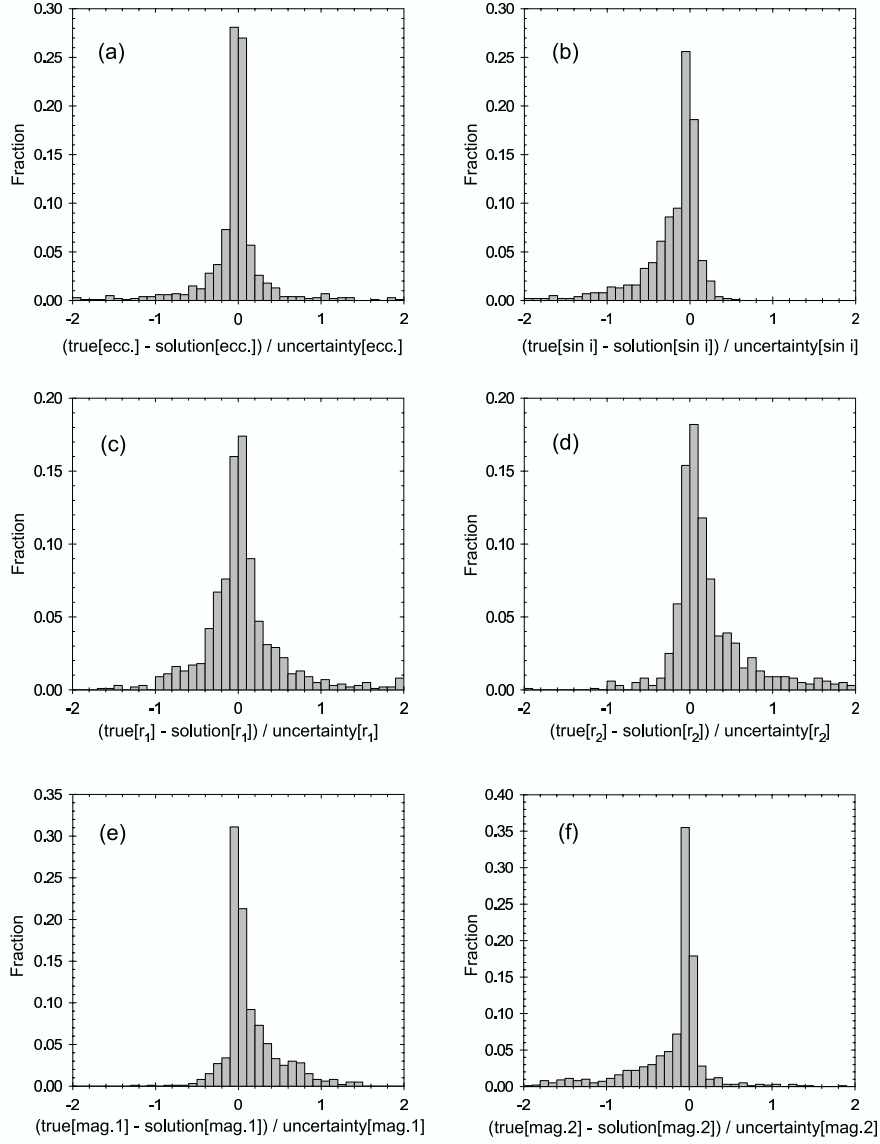 (a)
0.30
0.25
0.20
0.15
0.10
0.05
0.00
Fraction
-2 -1 0 1 2
(true[ecc.] - solution[ecc.]) / uncertainty[ecc.]
(b)
0.30
0.25
0.20
0.15
0.10
0.05
0.00
Fraction
-2 -1 0 1 2
(true[sin i] - solution[sin i]) / uncertainty[sin i]
(c)
0.20
0.15
0.10
0.05
0.00
Fraction
-2 -1 0 1 2
(true[r1] - solution[r1]) / uncertainty[r1]
(d)
0.20
0.15
0.10
0.05
0.00
Fraction
-2 -1 0 1 2
(true[r2] - solution[r2]) / uncertainty[r2]
(e)
0.35
0.30
0.25
0.20
0.15
0.10
0.05
0.00
Fraction
-2 -1 0 1 2
(true[mag.1] - solution[mag.1]) / uncertainty[mag.1]
(f)
0.40
0.35
0.30
0.25
0.20
0.15
0.10
0.05
0.00
Fraction
-2 -1 0 1 2
(true[mag.2] - solution[mag.2]) / uncertainty[mag.2]